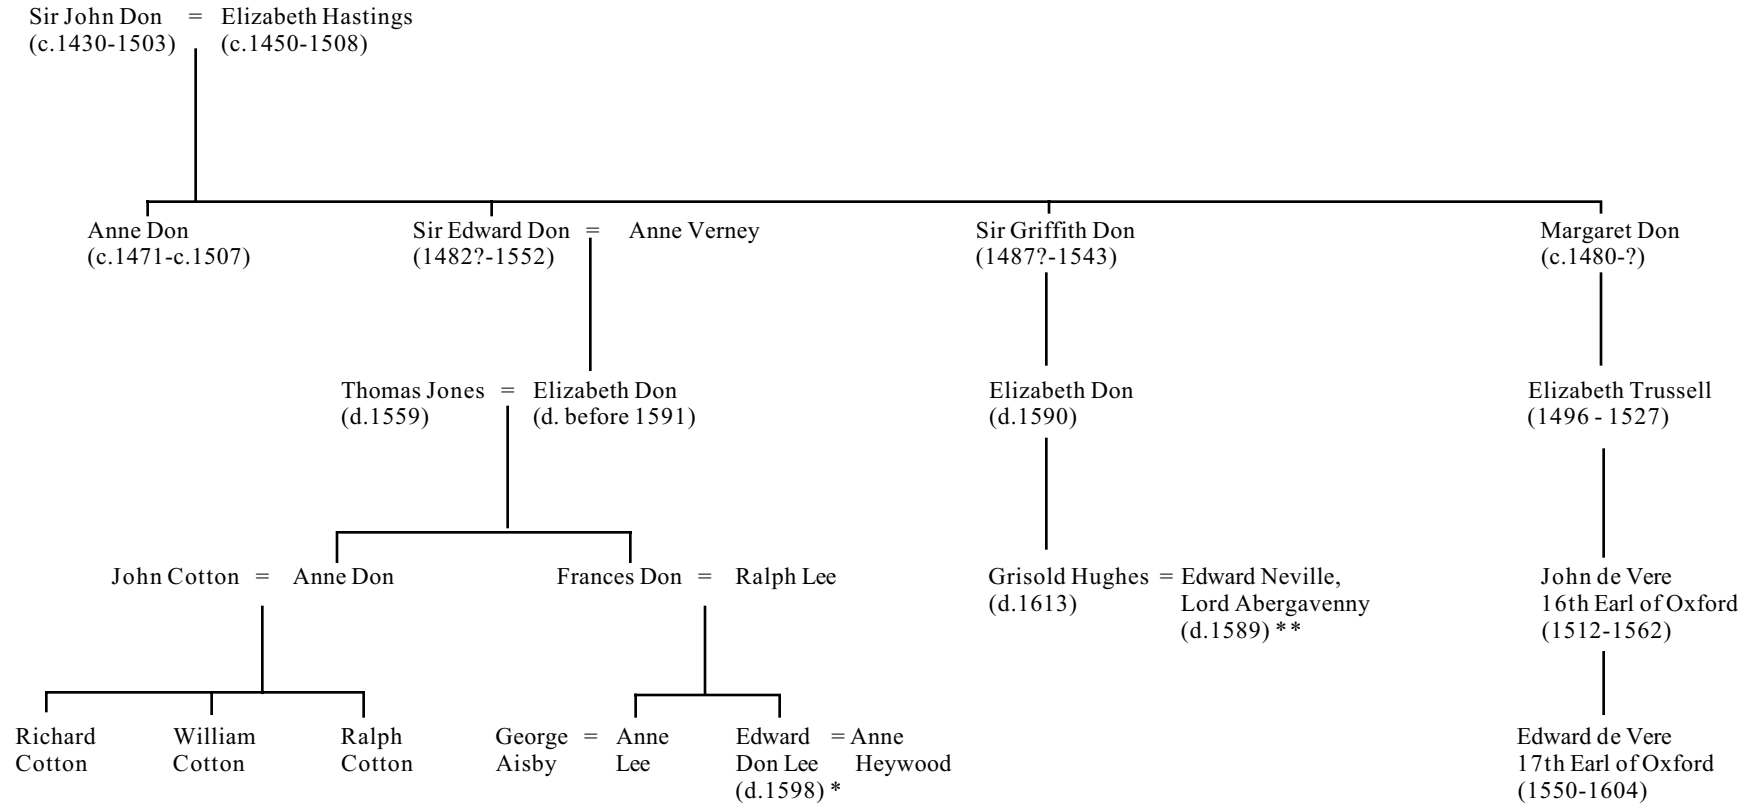 Sir John Don = Elizabeth Hastings
(c.1430-1503) (c.1450-1508)
Anne Don Sir Edward Don = Anne Verney Sir Griffith Don Margaret Don
(c.1471-c.1507) (1482?-1552) (1487?-1543) (c.1480-?)
Thomas Jones = Elizabeth Don Elizabeth Don Elizabeth Trussell
(d.1559) (d. before 1591) (d.1590) (1496 - 1527)
John Cotton = Anne Don Frances Don = Ralph Lee Grisold Hughes = Edward Neville, John de Vere
(d.1613) Lord Abergavenny 16th Earl of Oxford
(d.1589) ** (1512-1562)
Richard William Ralph George = Anne Edward = Anne Edward de Vere
Cotton Cotton Cotton Aisby Lee Don Lee Heywood 17th Earl of Oxford
(d.1598) * (1550-1604)